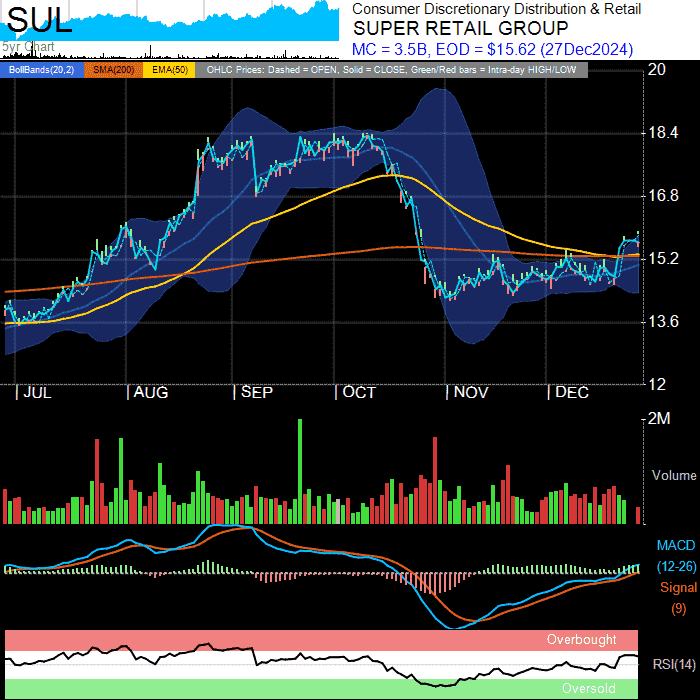 SUL
5yr Chart
Consumer Discretionary Distribution & Retail
SUPER RETAIL GROUP
MC = 3.5B, EOD = $15.62 (27Dec2024)
BollBands(20,2) SMA(200) EMA(50) OHLC Prices: Dashed = OPEN, Solid = CLOSE, Green/Red bars = Intra-day HIGH/LOW
20
18.4
16.8
15.2
13.6
12
JUL AUG SEP OCT NOV DEC
2M
Volume
MACD
(12-26)
Signal
(9)
Overbought
RSI(14)
Oversold